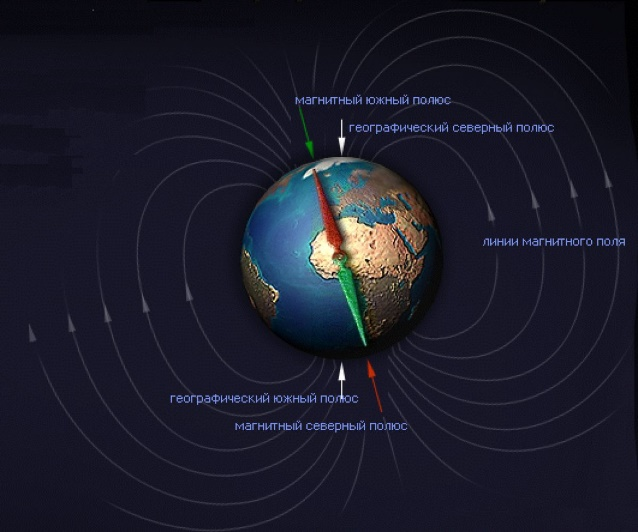 магнитный южный полюс
географический северный полюс
линии магнитного поля
географический южный полюс
магнитный северный полюс